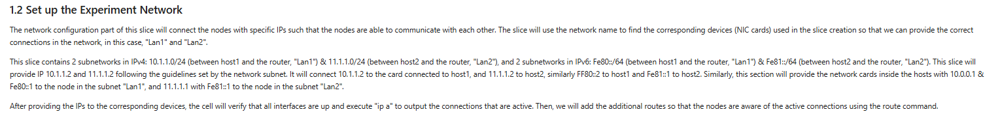 1.2 Set up the Experiment Network
The network configuration part of this slice will connect the nodes with specific IPs such that the nodes are able to communicate with each other. The slice will use the network name to find the corresponding devices (NIC cards) used in the slice creation so that we can provide the correct
connections in the network, in this case, "Lan1" and "Lan2".
This slice contains 2 subnetworks in IPv4: 10.1.1.0/24 (between host1 and the router, "Lan1") & 11.1.1.0/24 (between host2 and the router, "Lan2"), and 2 subnetworks in IPv6: Fe80::/64 (between host1 and the router, "Lan1") & Fe81::/64 (between host2 and the router, "Lan2"). This slice will
provide IP 10.1.1.2 and 11.1.1.2 following the guidelines set by the network subnet. It will connect 10.1.1.2 to the card connected to host1, and 11.1.1.2 to host2, similarly FF80::2 to host1 and Fe81::1 to host2. Similarly, this section will provide the network cards inside the hosts with 10.0.0.1 &
Fe80::1 to the node in the subnet "Lan1", and 11.1.1.1 with Fe81::1 to the node in the subnet "Lan2".
After providing the IPs to the corresponding devices, the cell will verify that all interfaces are up and execute "ip a" to output the connections that are active. Then, we will add the additional routes so that the nodes are aware of the active connections using the route command.